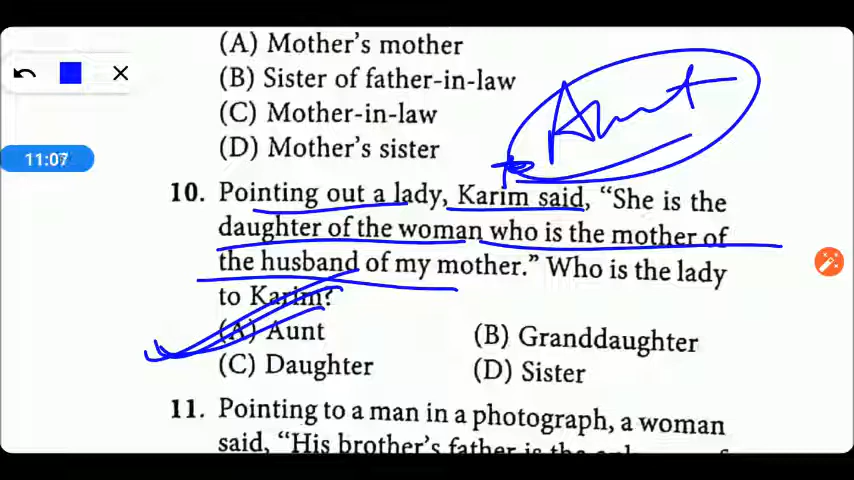 (A) Mother's mother
(B) Sister of father-in-law
(C) Mother-in-law
(D) Mother's sister
Aunt
11:07
10. Pointing out a lady, Karim said, "She is the
daughter of the woman who is the mother of
the husband of my mother." Who is the lady
to Karim?
(A) Aunt (B) Granddaughter
(C) Daughter (D) Sister
11. Pointing to a man in a photograph, a woman
said, "His brother's father is the only